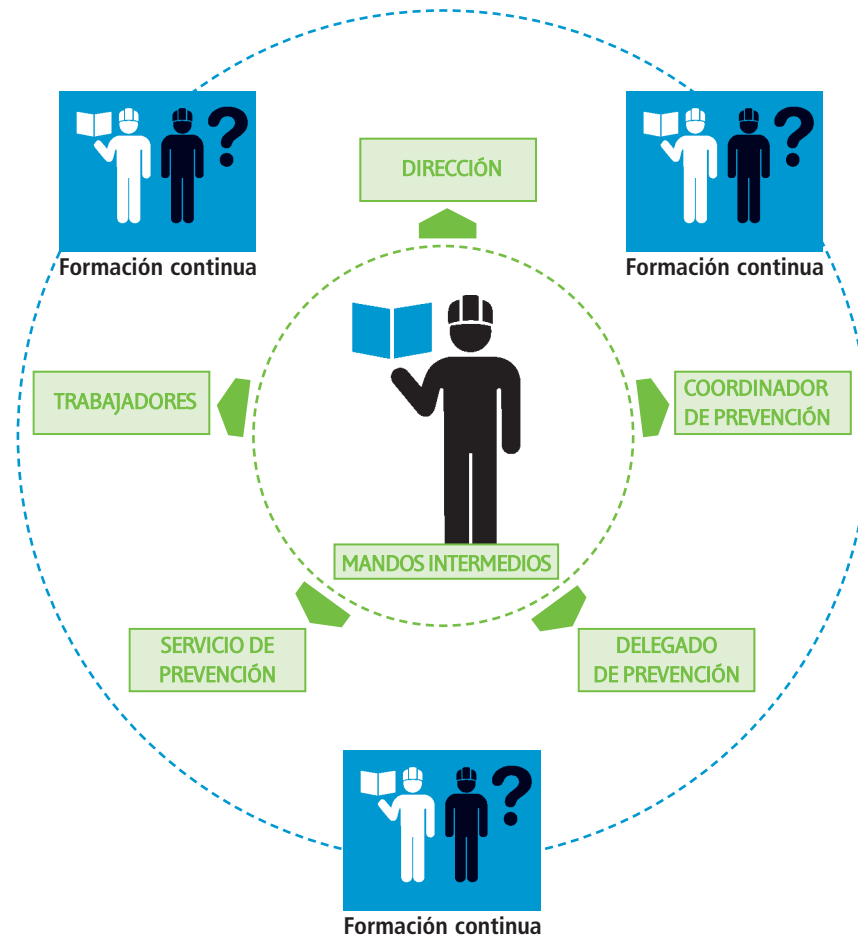 ?
?
DIRECCIÓN
Formación continua
Formación continua
TRABAJADORES
COORDINADOR
DE PREVENCIÓN
MANDOS INTERMEDIOS
SERVICIO DE
PREVENCIÓN
DELEGADO
DE PREVENCIÓN
?
Formación continua